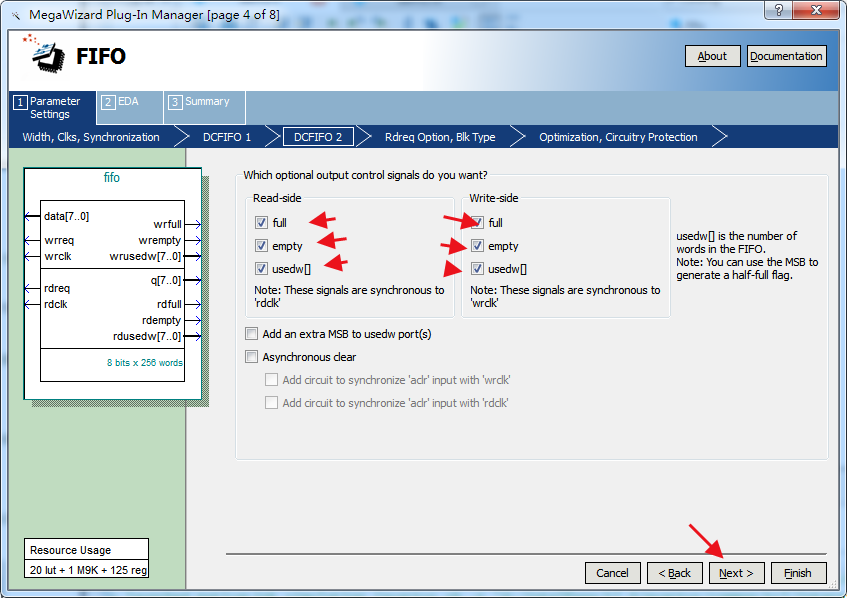 MegaWizard Plug-In Manager [page 4 of 8]
FIFO
About
Documentation
1 Parameter Settings
2 EDA
3 Summary
Width, Clks, Synchronization
DCFIFO 1
DCFIFO 2
Rdreq Option, Blk Type
Optimization, Circuitry Protection
fifo
data[7..0]
wrfull
wrreq
wrempty
wrclk
wrusedw[7..0]
q[7..0]
rdreq
rdfull
rdclk
rdempty
rdusedw[7..0]
8 bits x 256 words
Resource Usage
20 lut + 1 M9K + 125 reg
Which optional output control signals do you want?
Read-side
full
empty
usedw[]
Note: These signals are synchronous to
'rdclk'
Write-side
full
empty
usedw[]
Note: These signals are synchronous to
'wrclk'
usedw[] is the number of
words in the FIFO.
Note: You can use the MSB to
generate a half-full flag.
Add an extra MSB to usedw port(s)
Asynchronous clear
Add circuit to synchronize 'aclr' input with 'wrclk'
Add circuit to synchronize 'aclr' input with 'rdclk'
Cancel
< Back
Next >
Finish